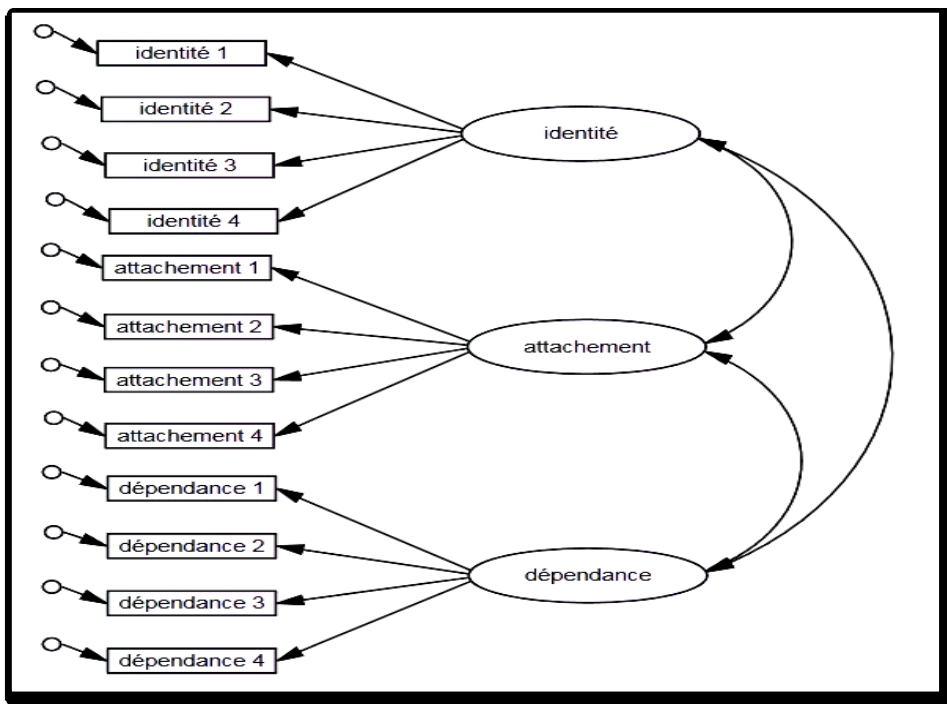 identité 1
identité 2
identité 3
identité 4
identité
attachement 1
attachement 2
attachement 3
attachement 4
attachement
dépendance 1
dépendance 2
dépendance 3
dépendance 4
dépendance